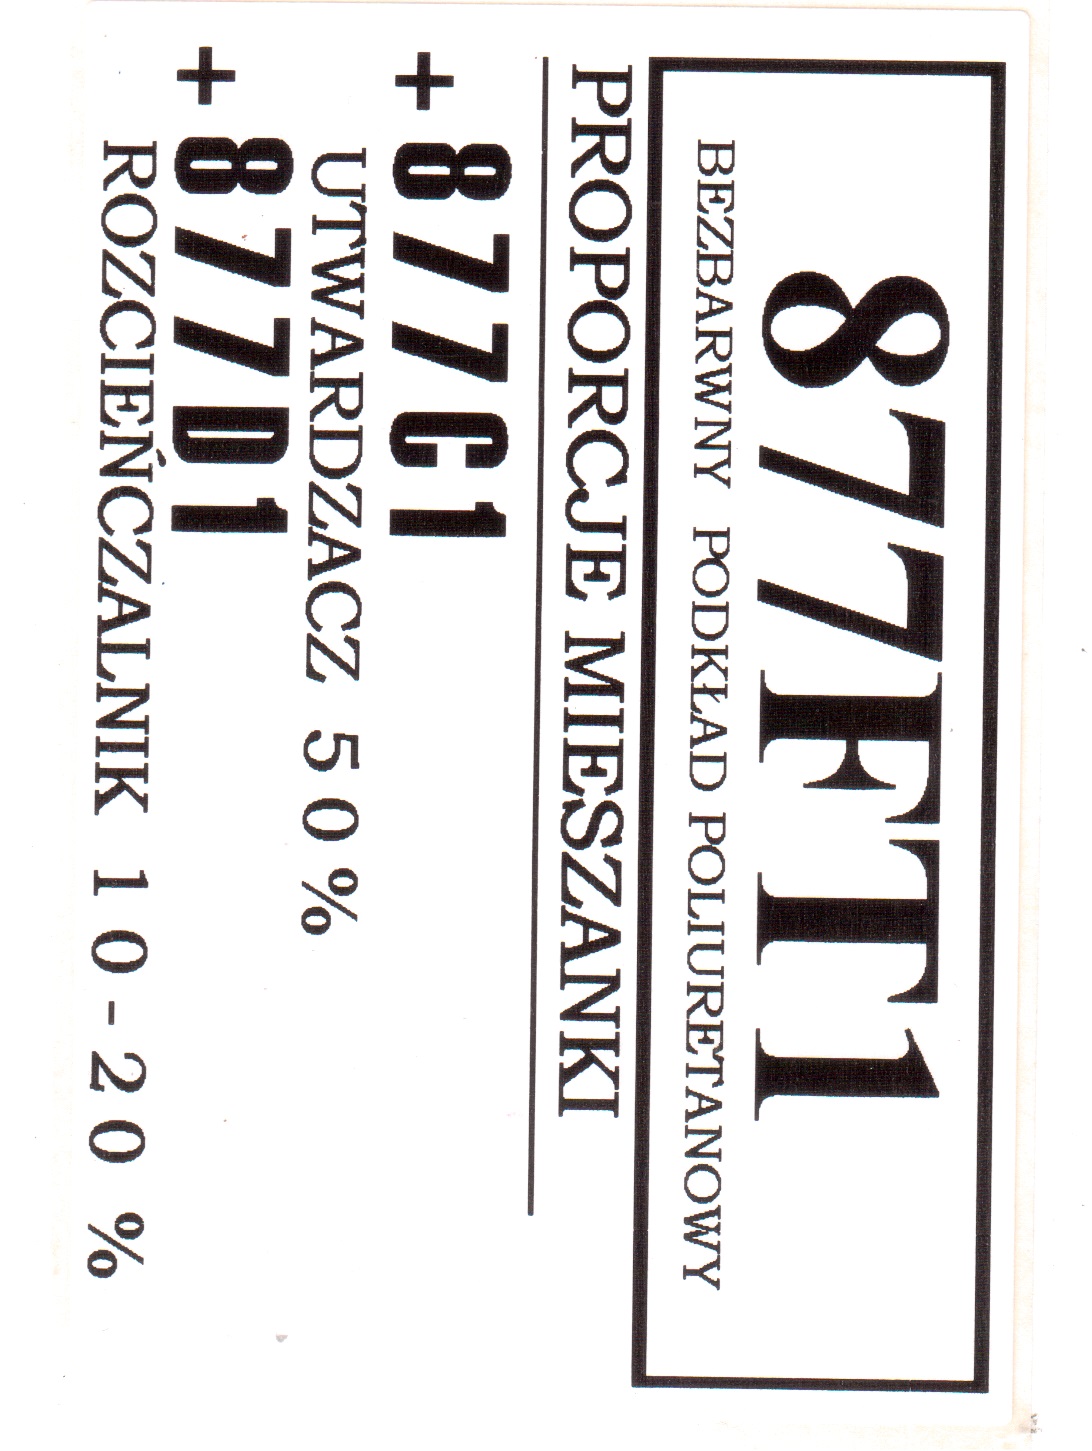 877FT1
BEZBARWNY PODKŁAD POLIURETANOWY
PROPORCJE MIESZANKI
+ 877C1
UTWARDZACZ 50%
+ 877D1
ROZCIEŃCZALNIK 10-20 %